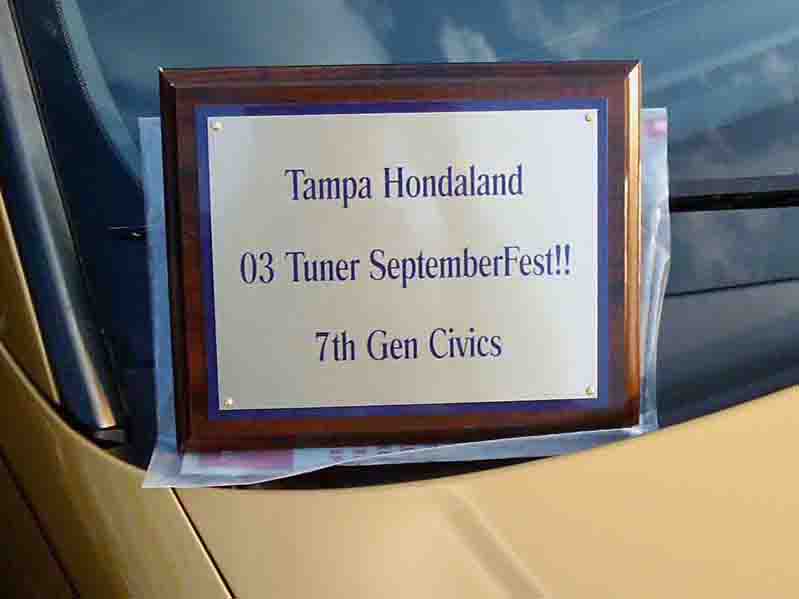 Tampa Hondaland
03 Tuner SeptemberFest!!
7th Gen Civics